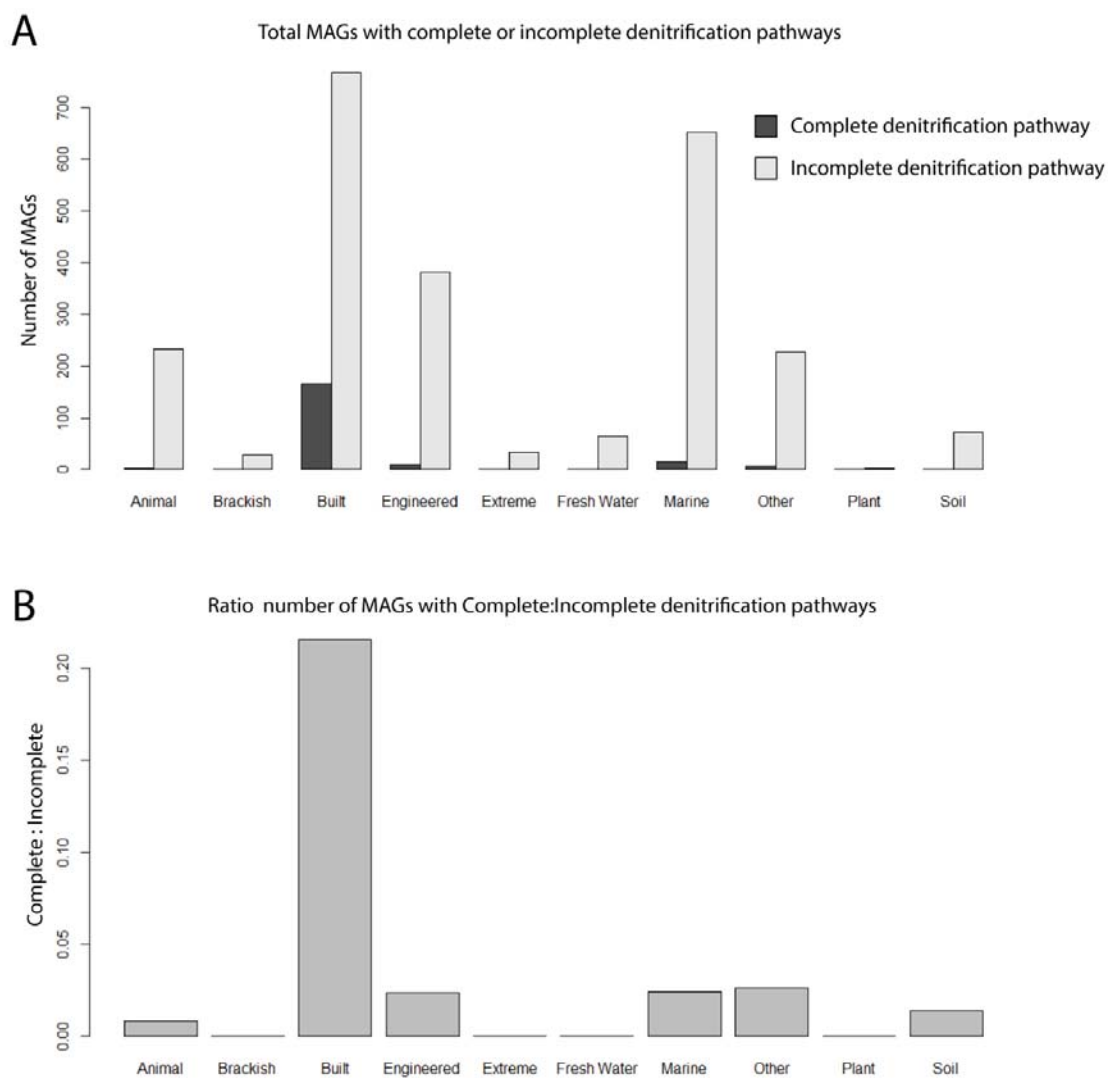 A
Total MAGs with complete or incomplete denitrification pathways
Number of MAGs
700
600
500
400
300
200
100
0
Complete denitrification pathway
Incomplete denitrification pathway
Animal Brackish Built Engineered Extreme Fresh Water Marine Other Plant Soil
B
Ratio number of MAGs with Complete:Incomplete denitrification pathways
Complete : Incomplete
0.20
0.15
0.10
0.05
0.00
Animal Brackish Built Engineered Extreme Fresh Water Marine Other Plant Soil